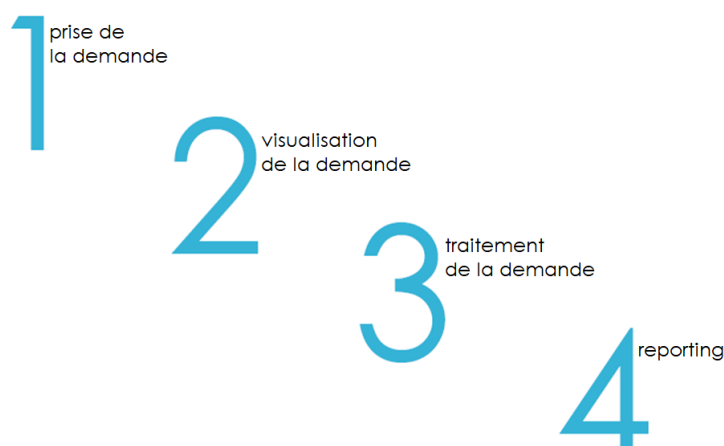 1 prise de
la demande
2 visualisation
de la demande
3 traitement
de la demande
4 reporting